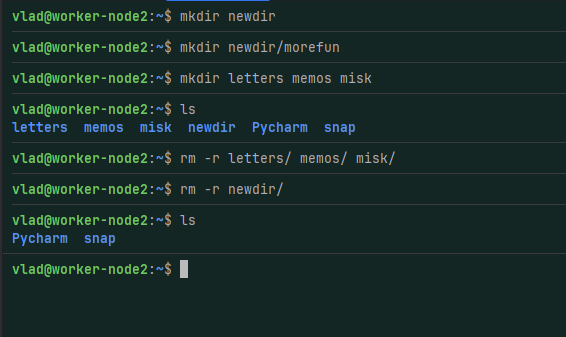 vlad@worker-node2:~$ mkdir newdir
vlad@worker-node2:~$ mkdir newdir/morefun
vlad@worker-node2:~$ mkdir letters memos misk
vlad@worker-node2:~$ ls
letters  memos  misk  newdir  Pycharm  snap
vlad@worker-node2:~$ rm -r letters/ memos/ misk/
vlad@worker-node2:~$ rm -r newdir/
vlad@worker-node2:~$ ls
Pycharm  snap
vlad@worker-node2:~$